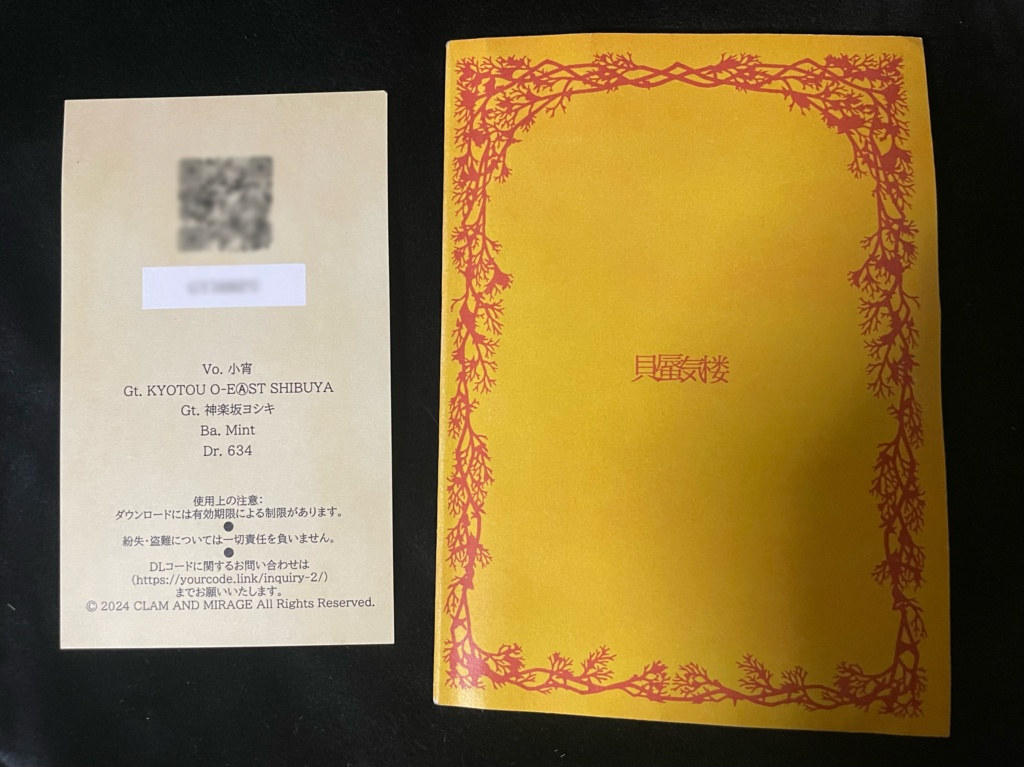 Vo. 小宵
Gt. KYOTOU O-EⒶST SHIBUYA
Gt. 神楽坂ヨシキ
Ba. Mint
Dr. 634
使用上の注意:
ダウンロードには有効期限による制限があります。
●
紛失・盗難については一切責任を負いません。
●
DLコードに関するお問い合わせは
(https://yourcode.link/inquiry-2/)
までお願いいたします。
© 2024 CLAM AND MIRAGE All Rights Reserved.
貝蜃気楼